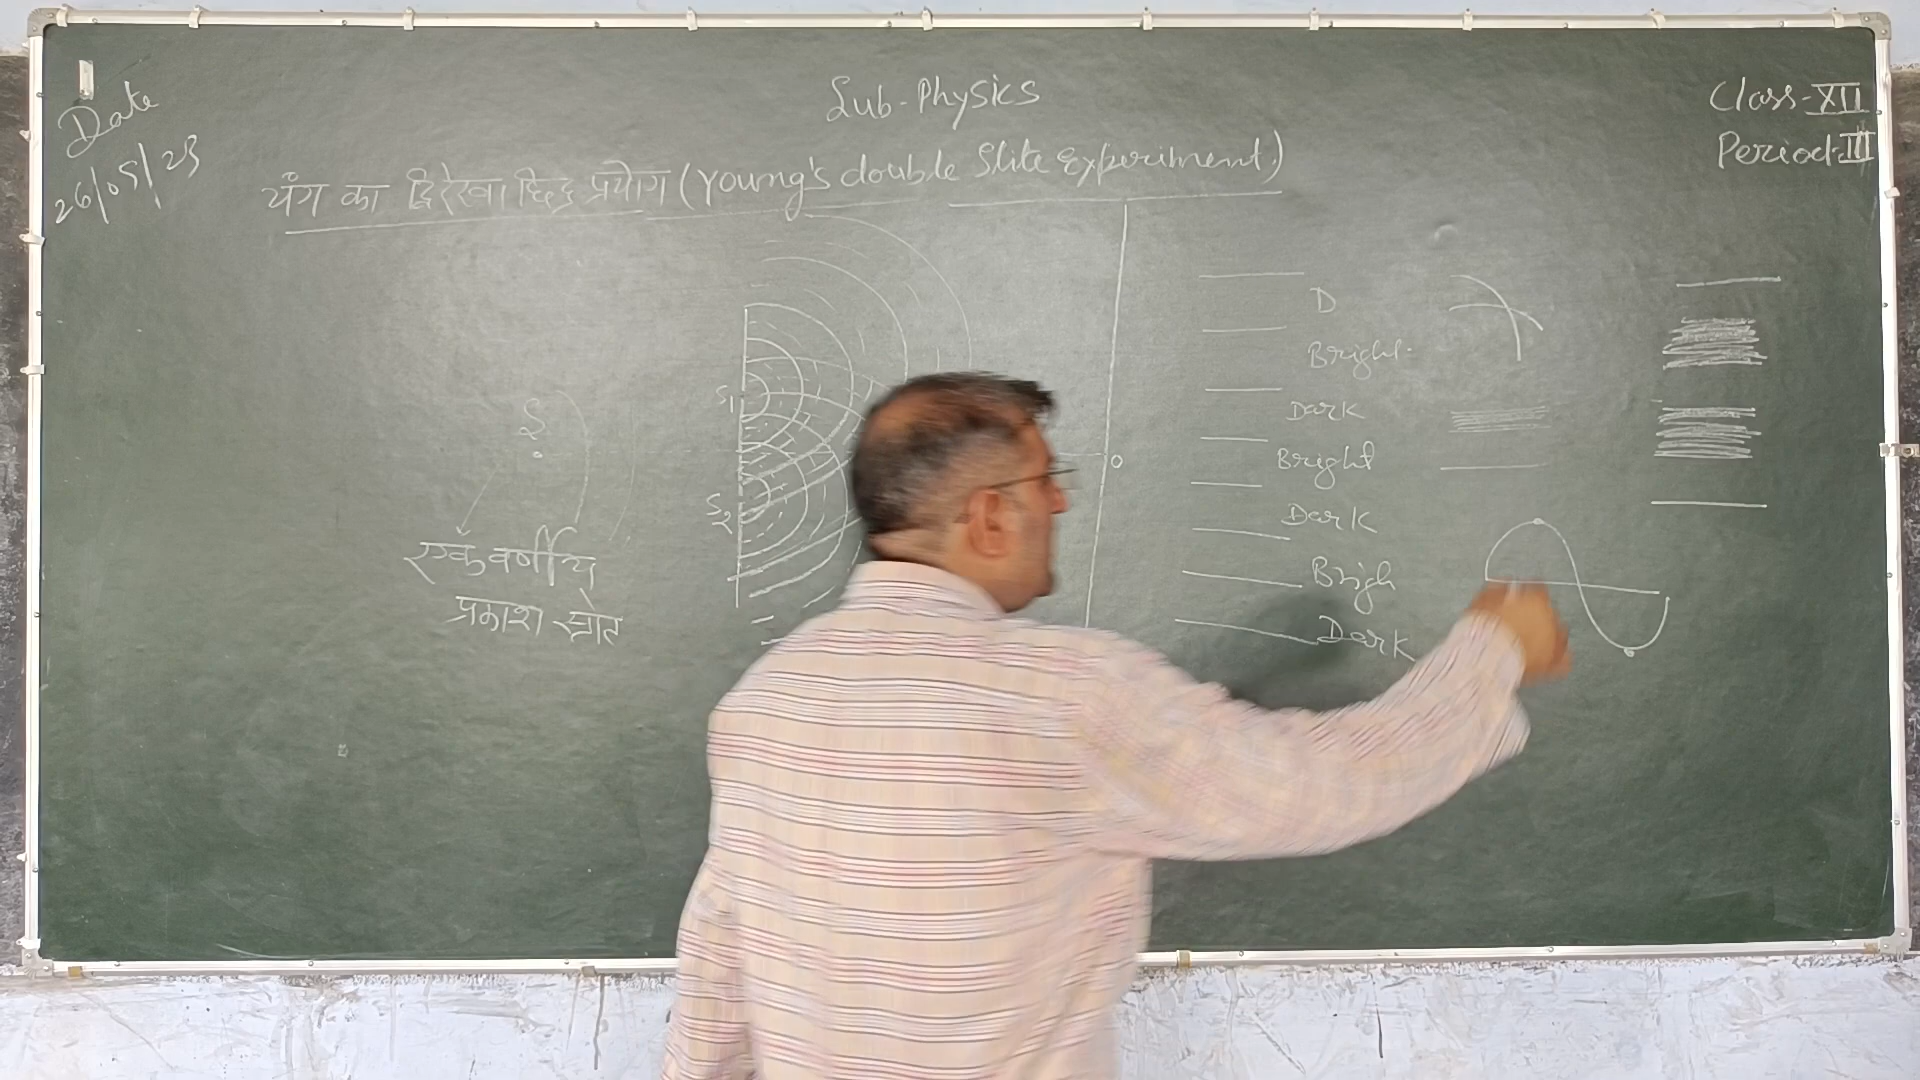 Date
26/05/23
Sub-Physics
Class-XII
Period-III
यंग का द्विरेखा छिद्र प्रयोग (Young's double Slite Experiment)
S
S1
S2
O
एकवर्णीय
प्रकाश स्रोत
D
Bright
Dark
Bright
Dark
Brigh
Dark